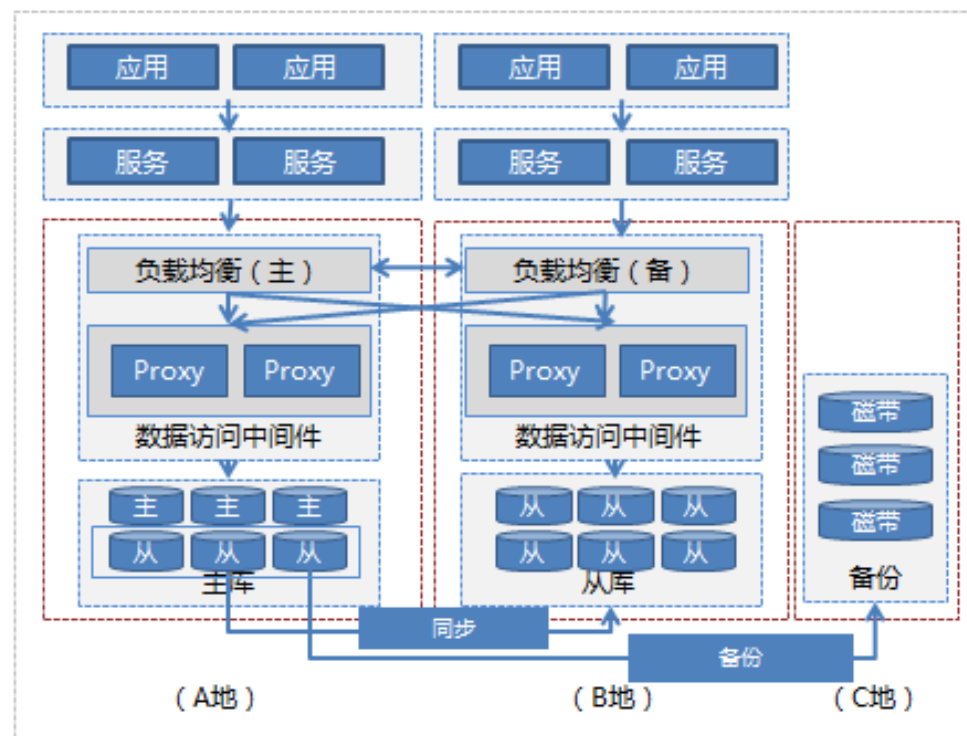 应用 应用 应用 应用
服务 服务 服务 服务
负载均衡（主） 负载均衡（备）
Proxy Proxy Proxy Proxy
数据访问中间件 数据访问中间件
磁带
磁带
磁带
备份
主 主 主 从 从 从
从 从 从 从 从 从
主库 从库
同步
备份
（A地） （B地） （C地）